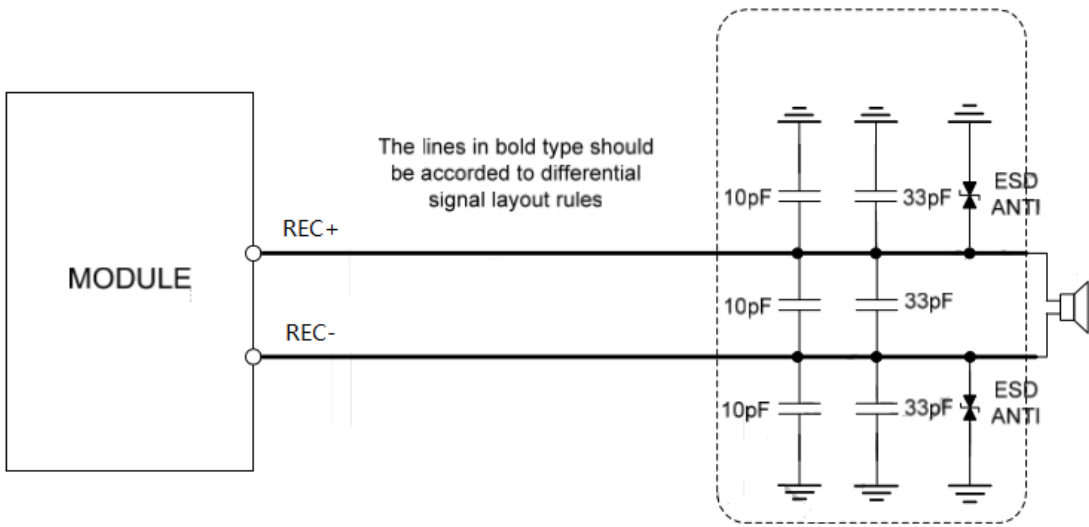 The lines in bold type should
be accorded to differential
signal layout rules
10pF
33pF
ESD
ANTI
REC+
MODULE
10pF
33pF
REC-
10pF
33pF
ESD
ANTI